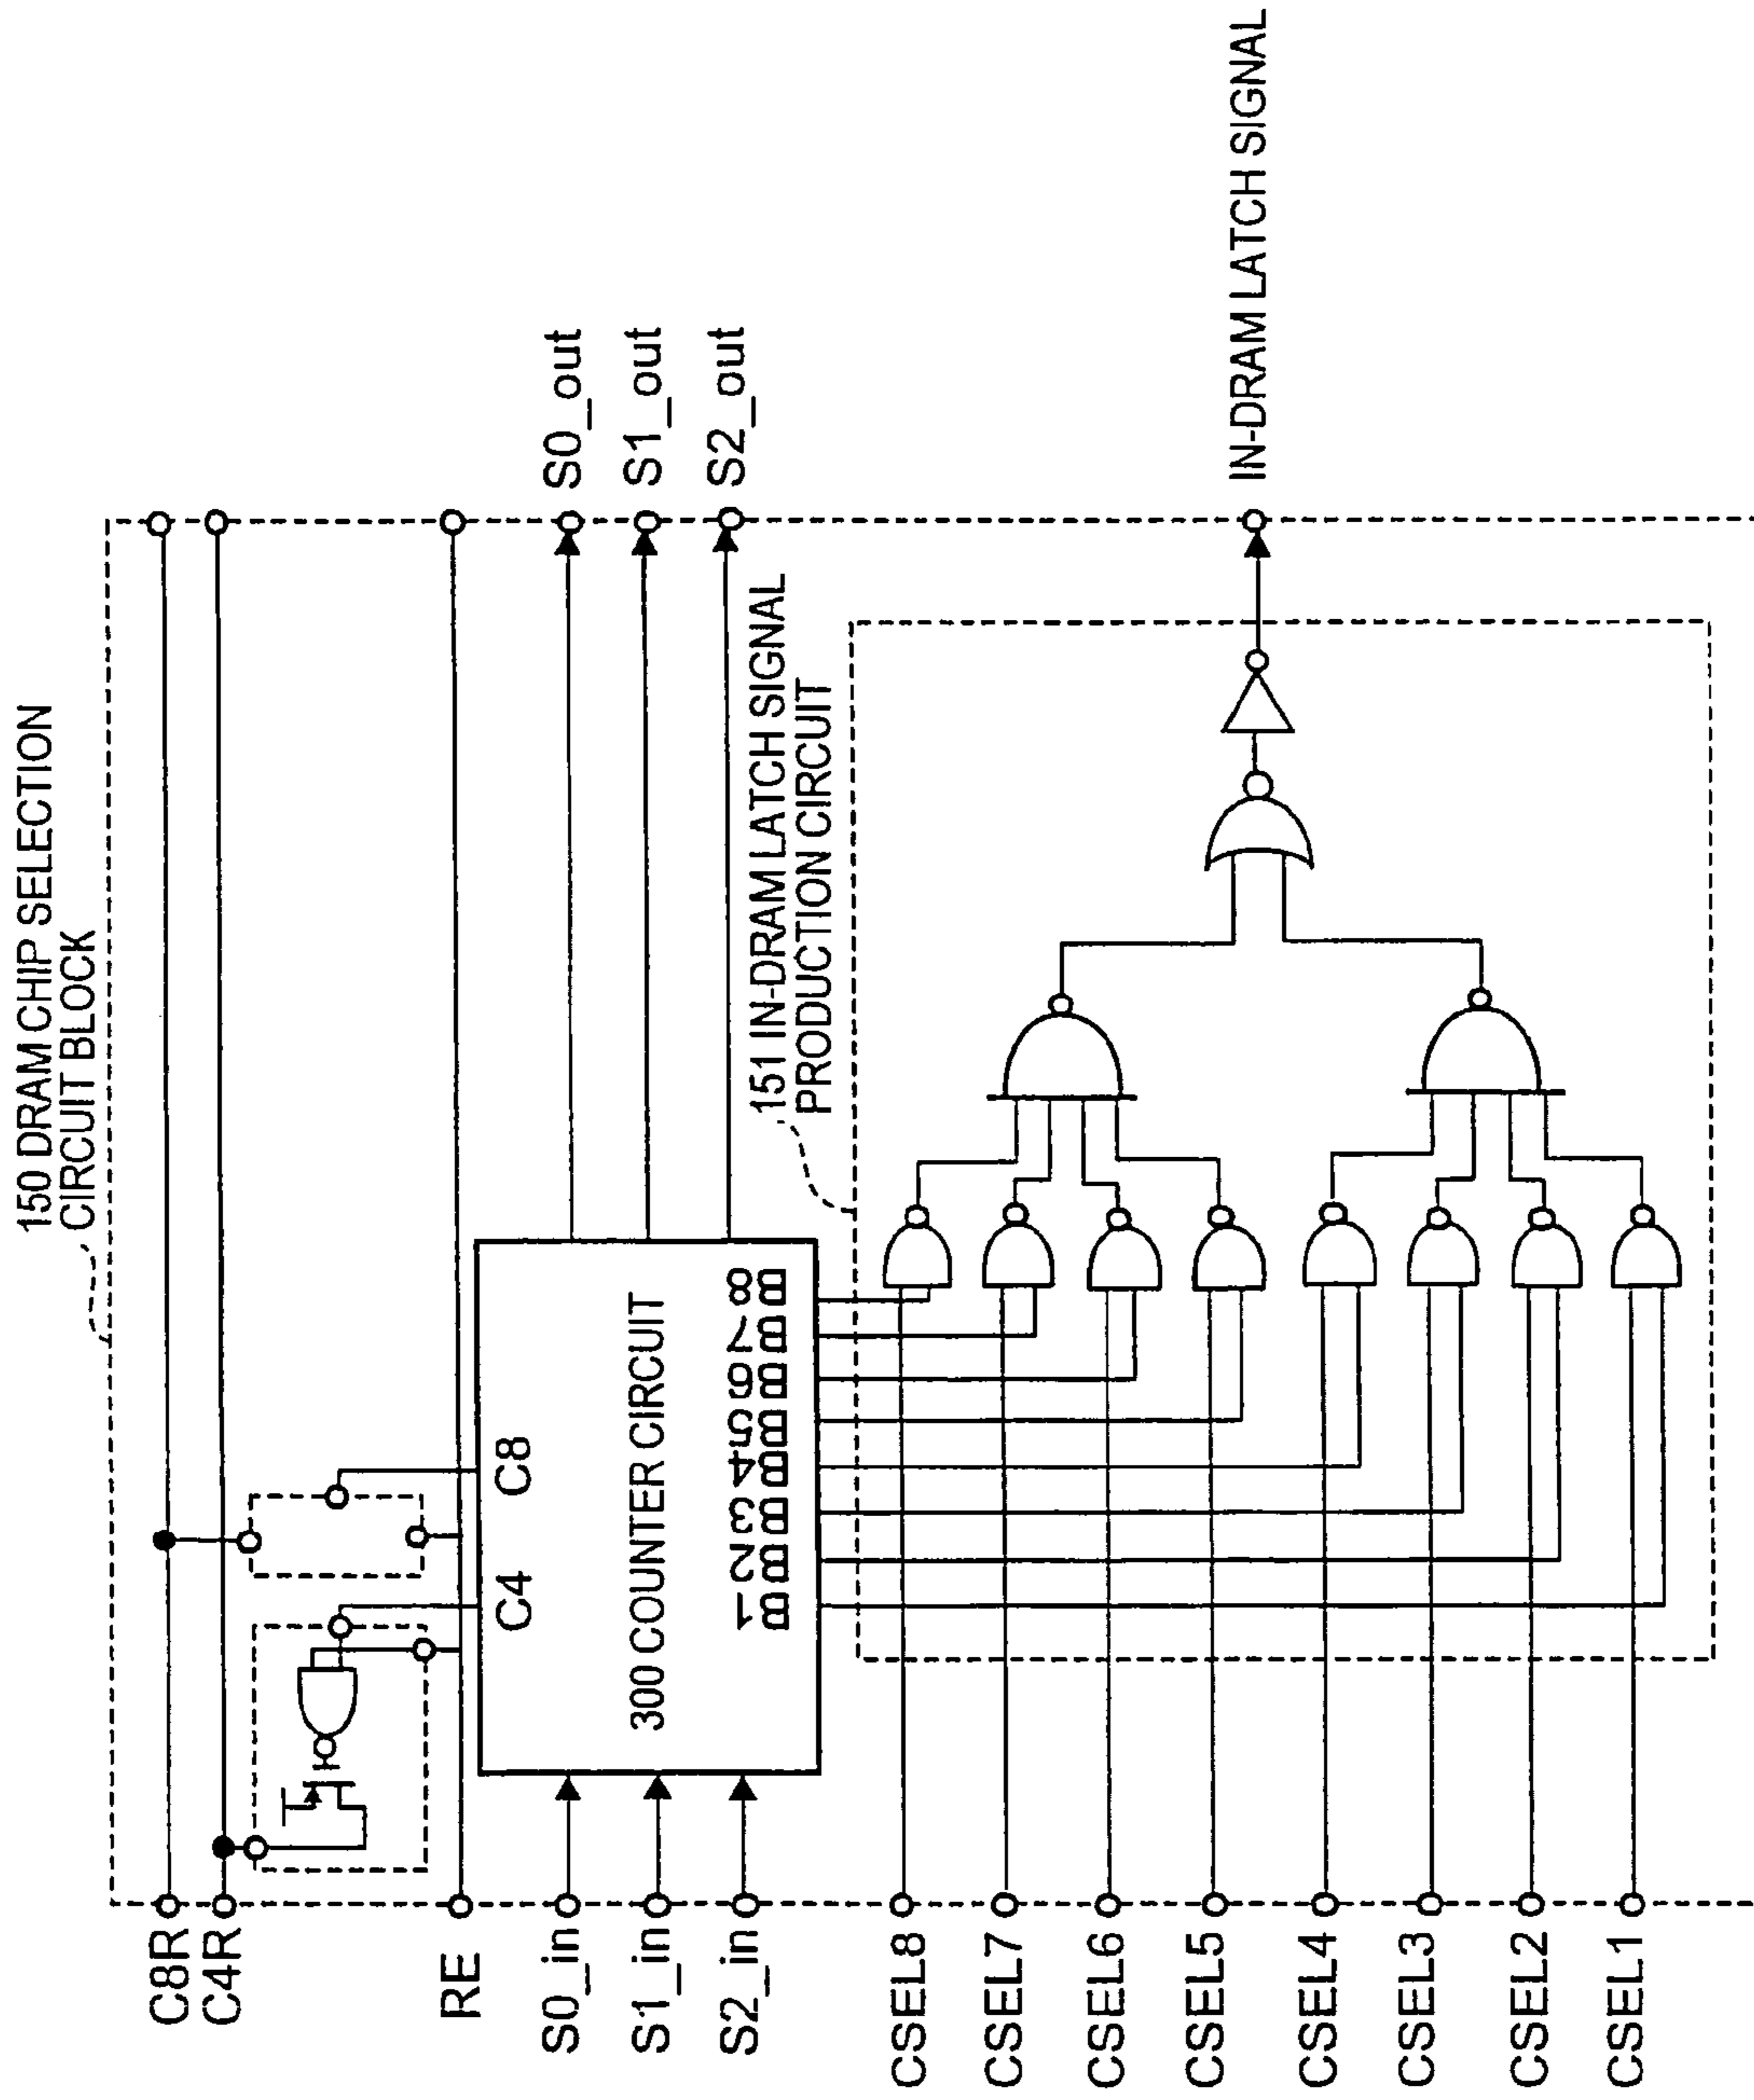 150 DRAM CHIP SELECTION
CIRCUIT BLOCK
C8R
C4R
RE
S0_in
S1_in
S2_in
C4
C8
300 COUNTER CIRCUIT
B1
B2
B3
B4
B5
B6
B7
B8
S0_out
S1_out
S2_out
151 IN-DRAM LATCH SIGNAL
PRODUCTION CIRCUIT
CSEL8
CSEL7
CSEL6
CSEL5
CSEL4
CSEL3
CSEL2
CSEL1
IN-DRAM LATCH SIGNAL